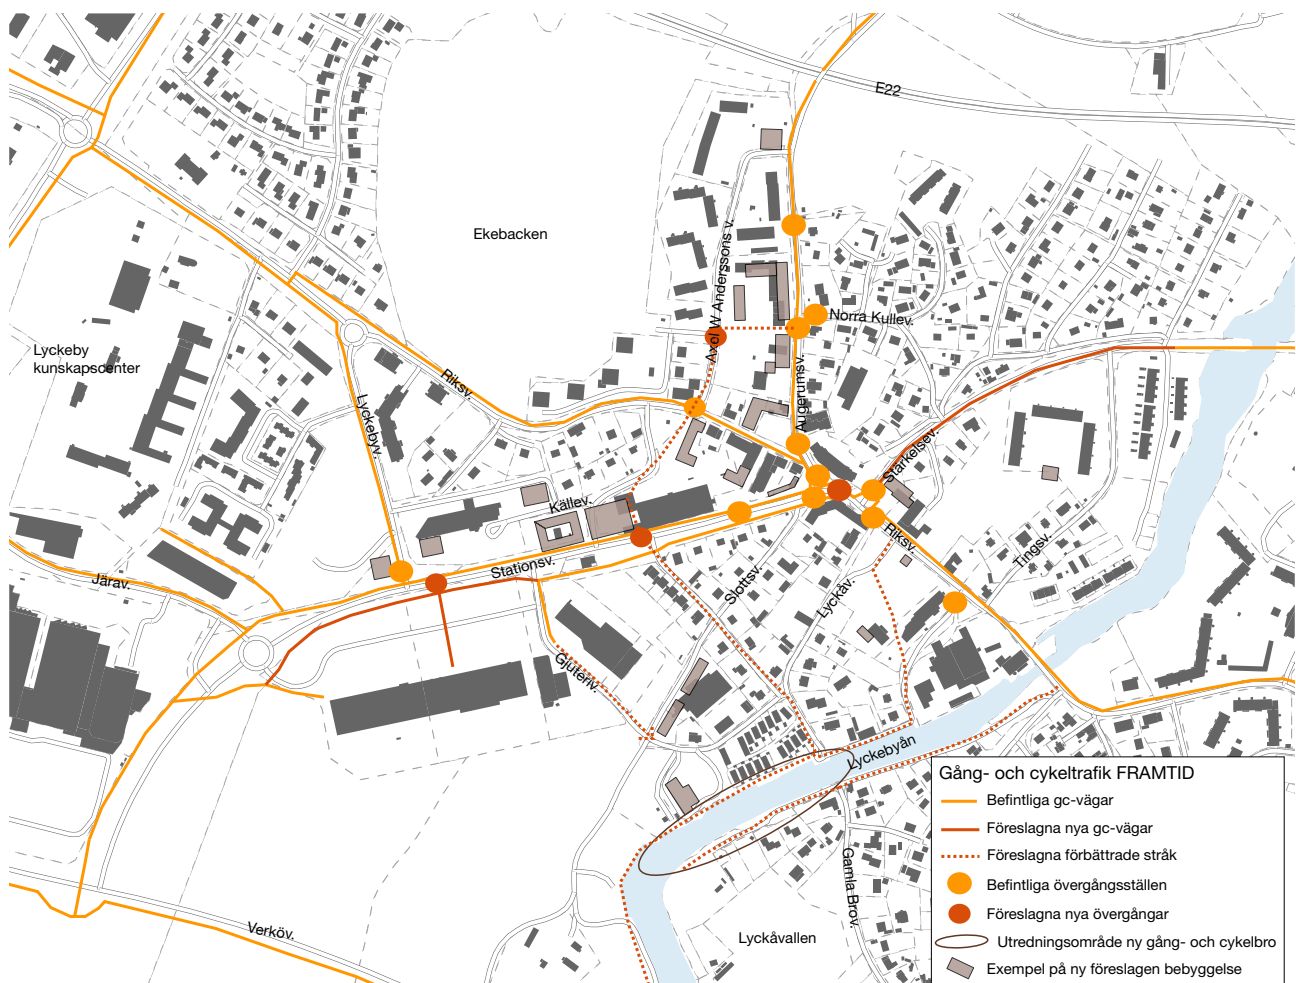 E22
Ekebacken
Axel W Anderssons v.
Norra Kullev.
Lyckeby
kunskapscenter
Riksv.
Lyckebyv.
Augerumsv.
Stärkelsev.
Källev.
Riksv.
Tingsv.
Stationsv.
Järav.
Slottsv.
Lyckåv.
Gjuteriv.
Lyckebyån
Gamla Brov.
Verköv.
Lyckåvallen
Gång- och cykeltrafik FRAMTID
Befintliga gc-vägar
Föreslagna nya gc-vägar
Föreslagna förbättrade stråk
Befintliga övergångsställen
Föreslagna nya övergångar
Utredningsområde ny gång- och cykelbro
Exempel på ny föreslagen bebyggelse